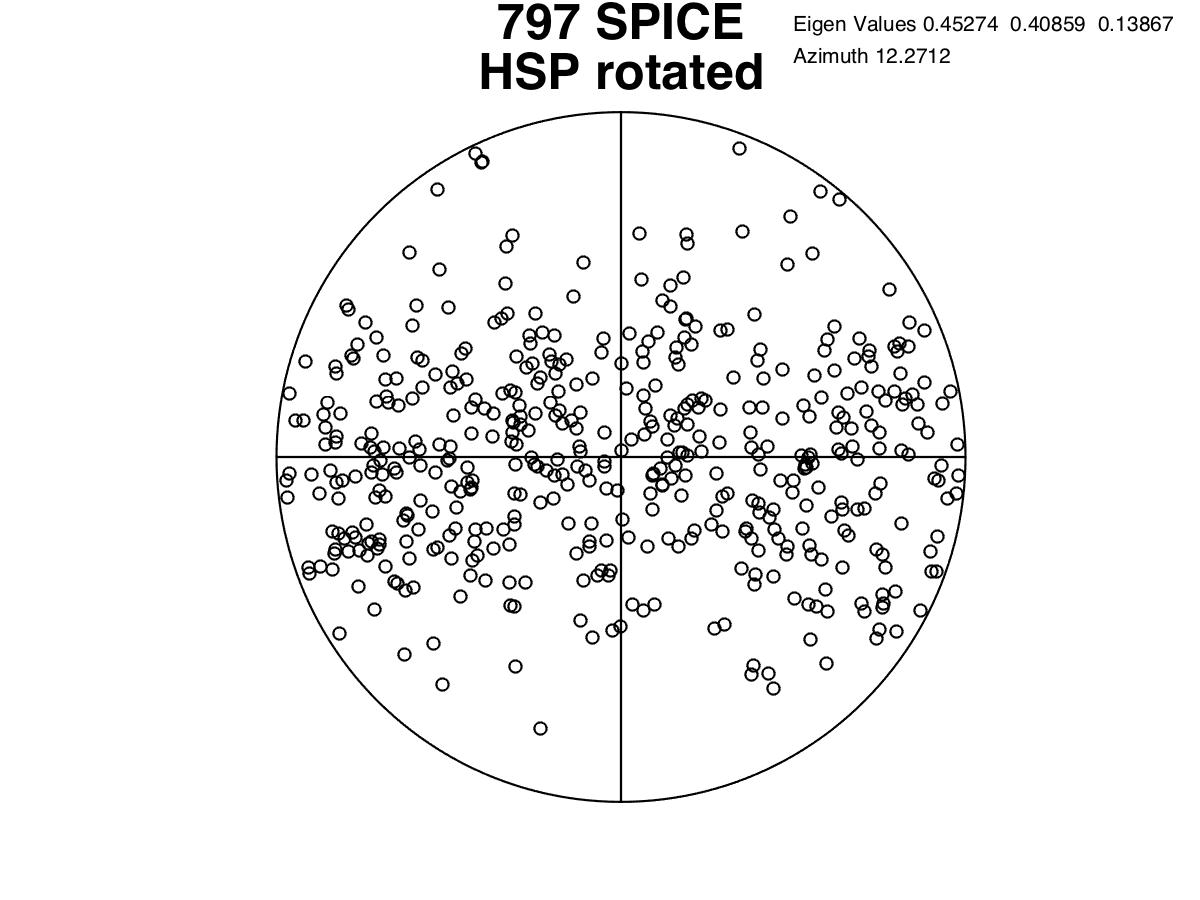 797 SPICE
HSP rotated
Eigen Values 0.45274  0.40859  0.13867
Azimuth 12.2712